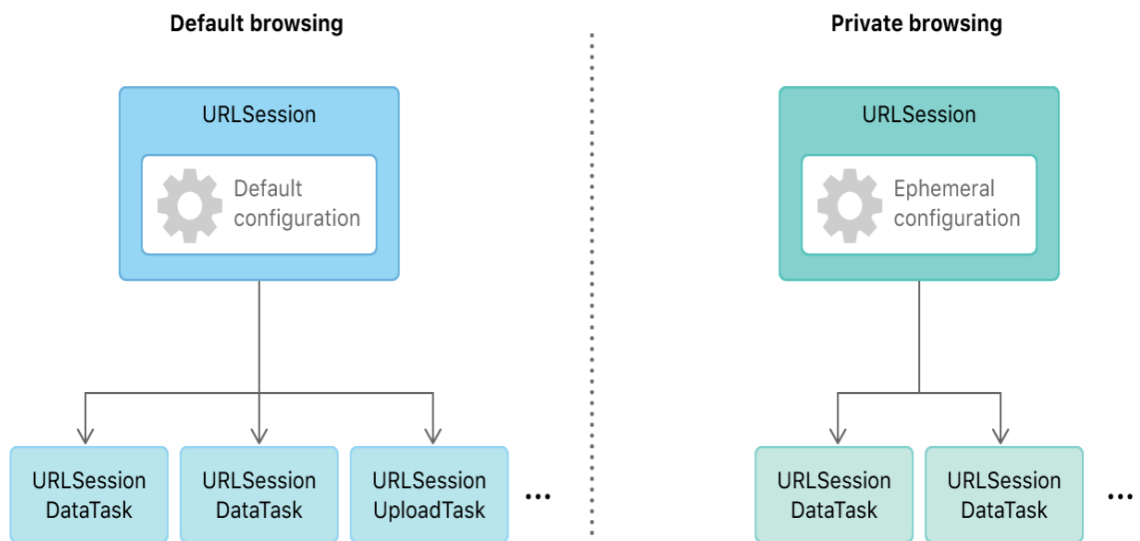 Default browsing
Private browsing
URLSession
Default
configuration
URLSession
Ephemeral
configuration
URLSession
DataTask
URLSession
DataTask
URLSession
UploadTask
...
URLSession
DataTask
URLSession
DataTask
...